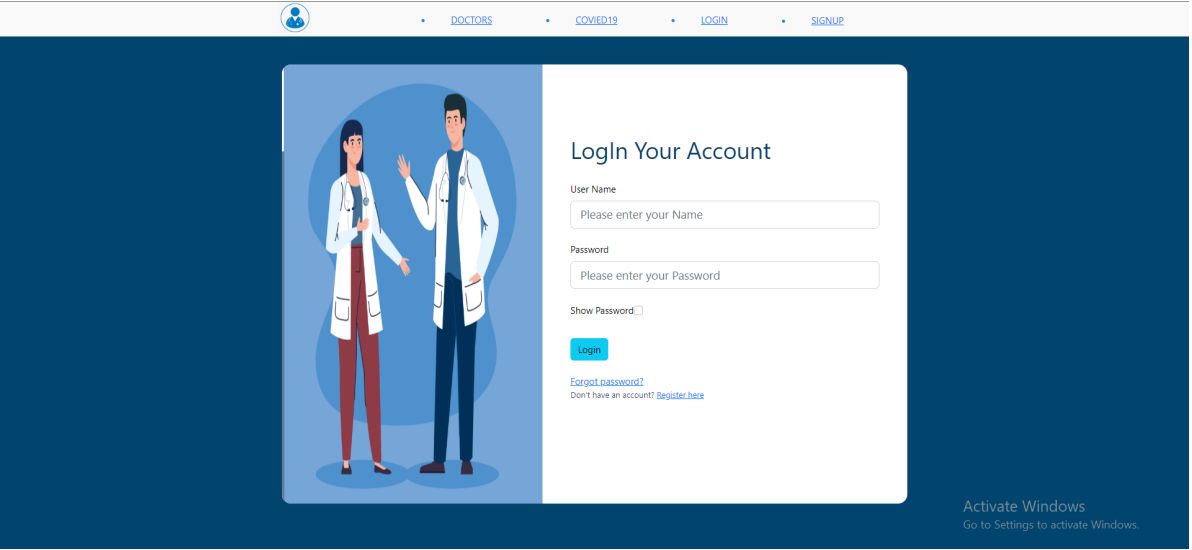 DOCTORS COVIED19 LOGIN SIGNUP
LogIn Your Account
User Name
Please enter your Name
Password
Please enter your Password
Show Password
Login
Forgot password?
Don't have an account? Register here
Activate Windows
Go to Settings to activate Windows.